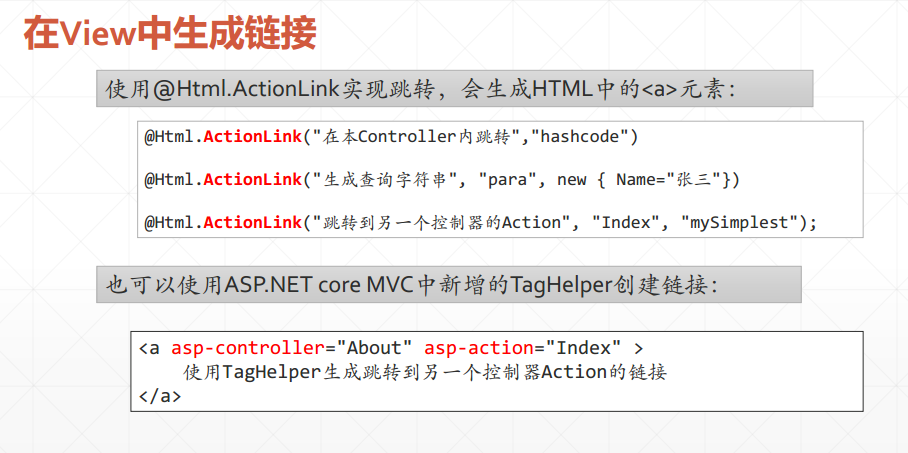 在View中生成链接
使用@Html.ActionLink实现跳转，会生成HTML中的<a>元素：
@Html.ActionLink("在本Controller内跳转","hashcode")
@Html.ActionLink("生成查询字符串", "para", new { Name="张三"})
@Html.ActionLink("跳转到另一个控制器的Action", "Index", "mySimplest");
也可以使用ASP.NET core MVC中新增的TagHelper创建链接：
<a asp-controller="About" asp-action="Index" >
使用TagHelper生成跳转到另一个控制器Action的链接
</a>